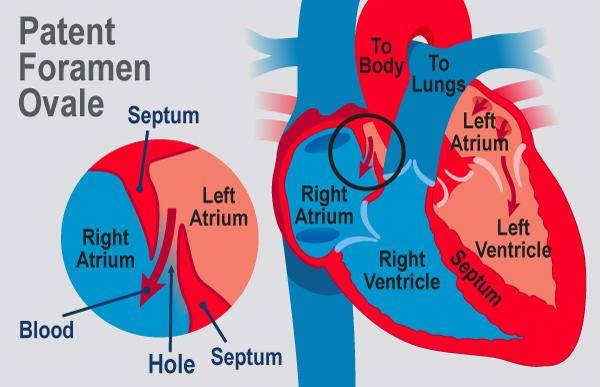 Patent
Foramen
Ovale
Septum
Left
Atrium
Right
Atrium
Blood
Hole
Septum
To
Body
To
Lungs
Left
Atrium
Right
Atrium
Left
Ventricle
Right
Ventricle
Septum